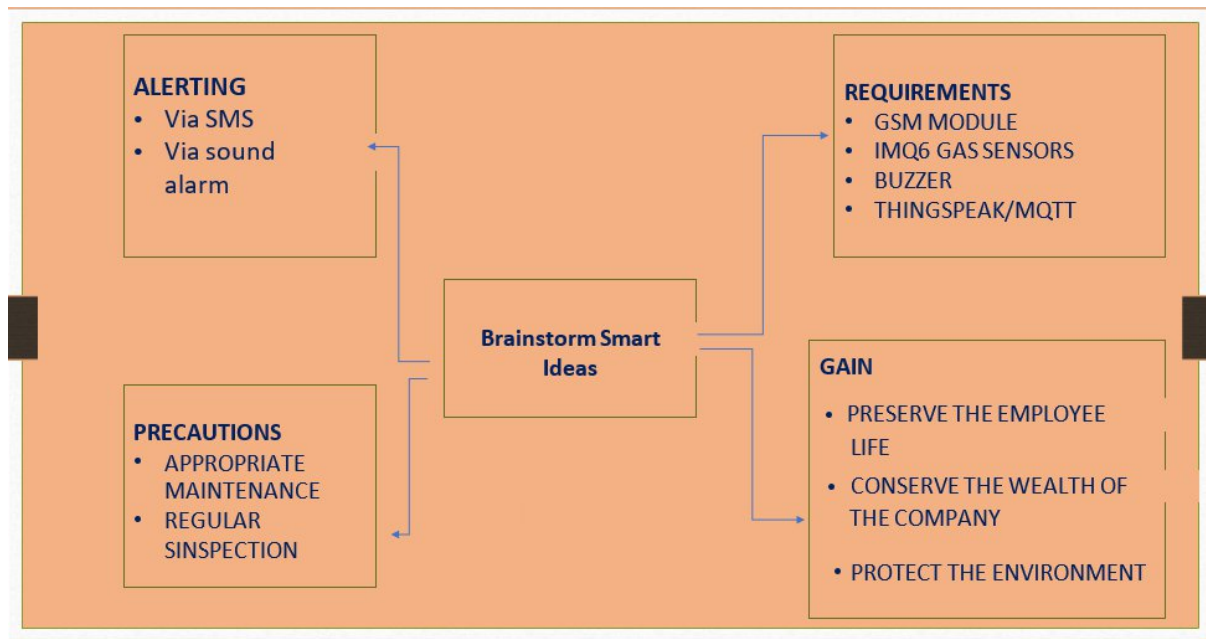 ALERTING
• Via SMS
• Via sound
alarm
REQUIREMENTS
• GSM MODULE
• IMQ6 GAS SENSORS
• BUZZER
• THINGSPEAK/MQTT
Brainstorm Smart
Ideas
PRECAUTIONS
• APPROPRIATE
MAINTENANCE
• REGULAR
SINSPECTION
GAIN
• PRESERVE THE EMPLOYEE
LIFE
• CONSERVE THE WEALTH OF
THE COMPANY
• PROTECT THE ENVIRONMENT